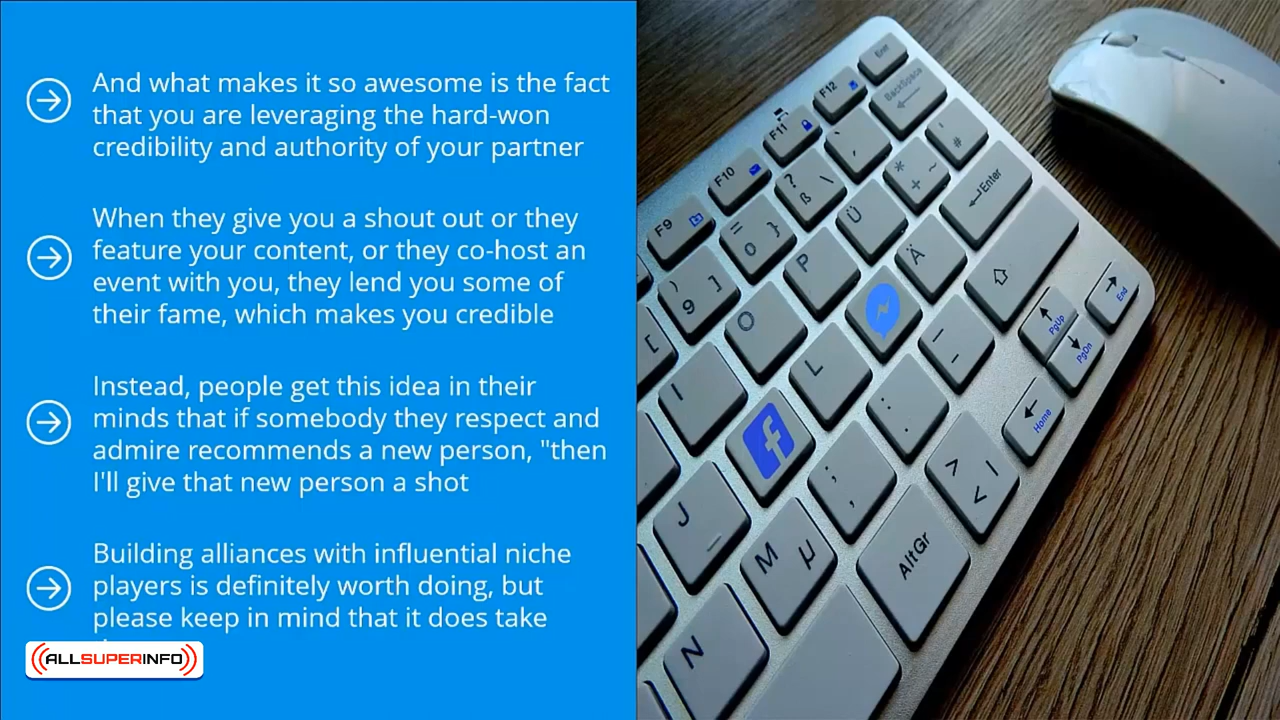 And what makes it so awesome is the fact
that you are leveraging the hard-won
credibility and authority of your partner
When they give you a shout out or they
feature your content, or they co-host an
event with you, they lend you some of
their fame, which makes you credible
Instead, people get this idea in their
minds that if somebody they respect and
admire recommends a new person, "then
I'll give that new person a shot
Building alliances with influential niche
players is definitely worth doing, but
please keep in mind that it does take
((ALLSUPERINFO))
Entf
F12
BackSpace
F11
F10
F9
' #
* + ~
Enter
? ß \
= 0 }
) 9 ]
Ü
Ä
P
O
[
I
L
PgUp
End
PgDn
Home
f
: .
; ,
> < |
J
M µ
AltGr
N